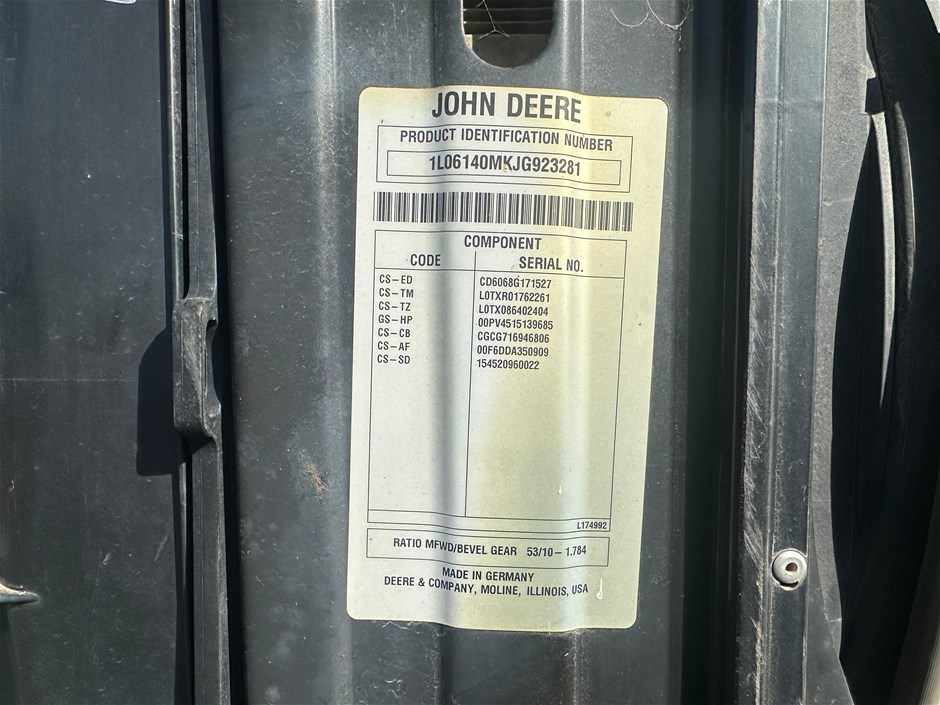 JOHN DEERE
PRODUCT IDENTIFICATION NUMBER
1L06140MKJG923281
COMPONENT
CODE SERIAL NO.
CS-ED CD6068G171527
CS-TM L0TXR01762261
CS-TZ L0TX086402404
GS-HP 00PV4515139685
CS-CB CGCG716946806
CS-AF 00F6DDA350909
CS-SD 154520960022
L174992
RATIO MFWD/BEVEL GEAR 53/10-1.784
MADE IN GERMANY
DEERE & COMPANY, MOLINE, ILLINOIS, USA